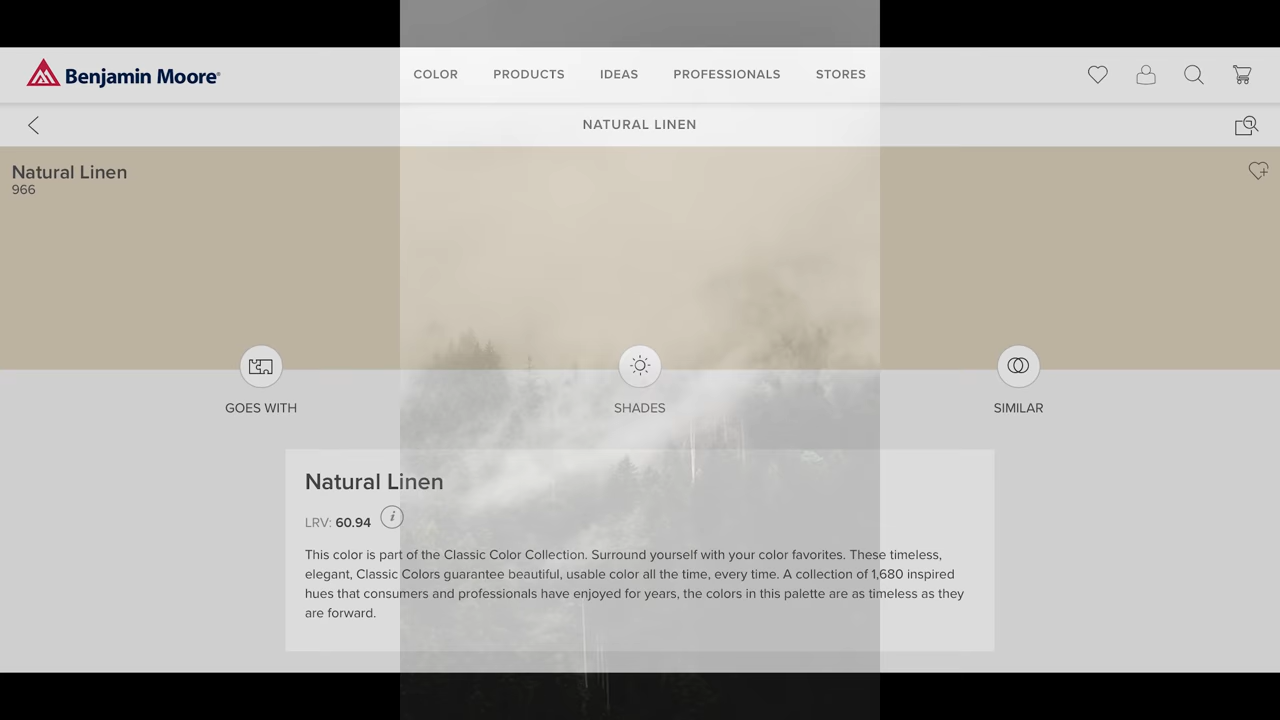 Benjamin Moore®
COLOR PRODUCTS IDEAS PROFESSIONALS STORES
NATURAL LINEN
Natural Linen
966
GOES WITH SHADES SIMILAR
Natural Linen
LRV: 60.94 i
This color is part of the Classic Color Collection. Surround yourself with your color favorites. These timeless,
elegant, Classic Colors guarantee beautiful, usable color all the time, every time. A collection of 1,680 inspired
hues that consumers and professionals have enjoyed for years, the colors in this palette are as timeless as they
are forward.